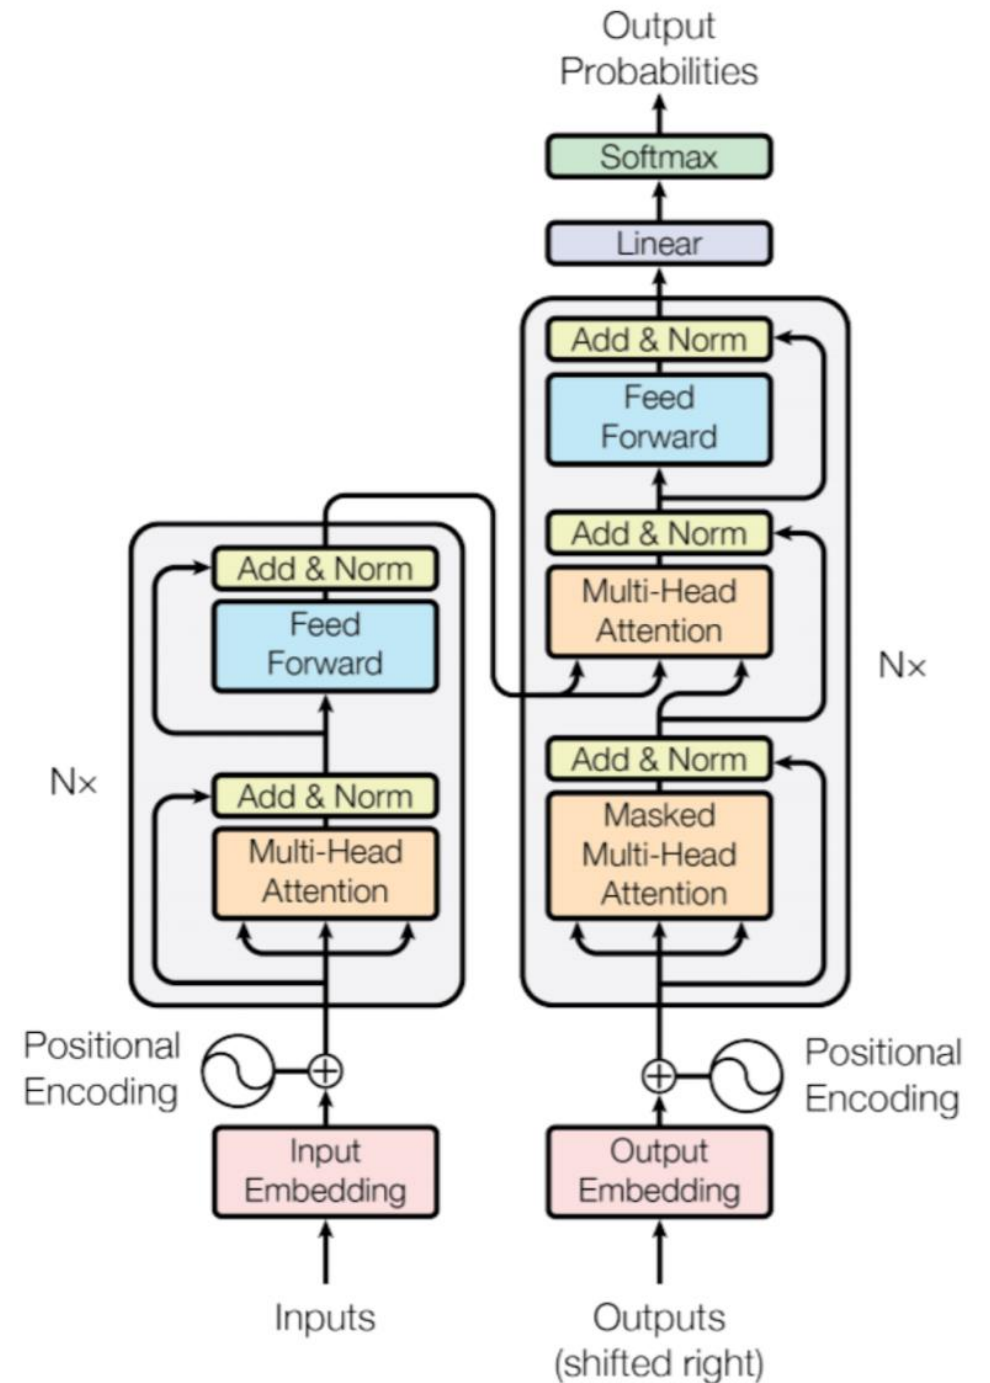 Output
Probabilities
Softmax
Linear
Add & Norm
Feed
Forward
Add & Norm
Multi-Head
Attention
Nx
Add & Norm
Masked
Multi-Head
Attention
Add & Norm
Feed
Forward
Nx
Add & Norm
Multi-Head
Attention
Positional
Encoding
Positional
Encoding
Input
Embedding
Output
Embedding
Inputs
Outputs
(shifted right)